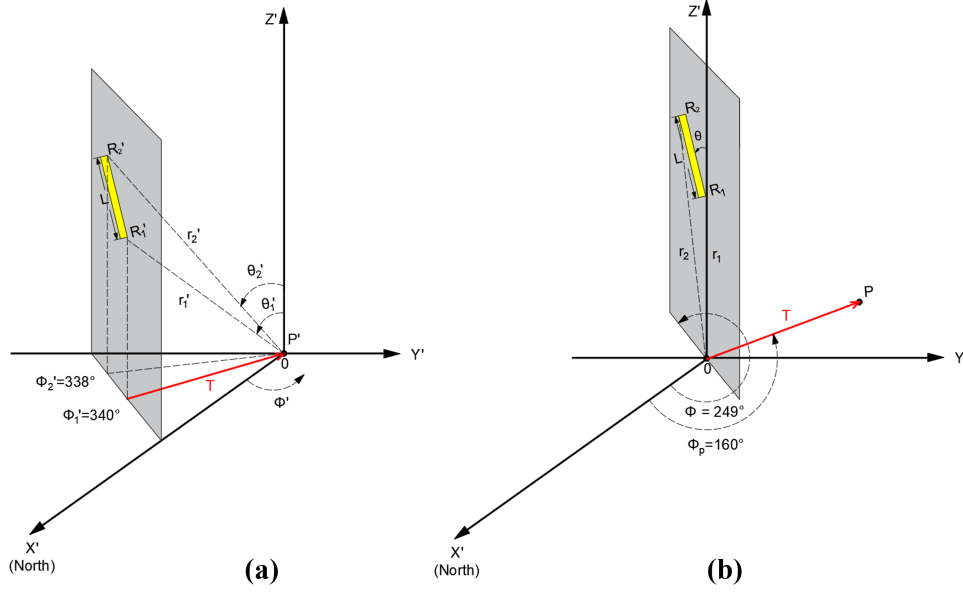 Z'
R₂'
L
R₁'
r₂'
θ₂'
r₁'
θ₁'
P'
0
Y'
Φ₂'=338°
T
Φ₁'=340°
Φ'
X'
(North)
(a)
Z'
R₂
θ
L
R₁
r₂
r₁
P
T
0
Y
Φ = 249°
Φₚ=160°
X'
(North)
(b)